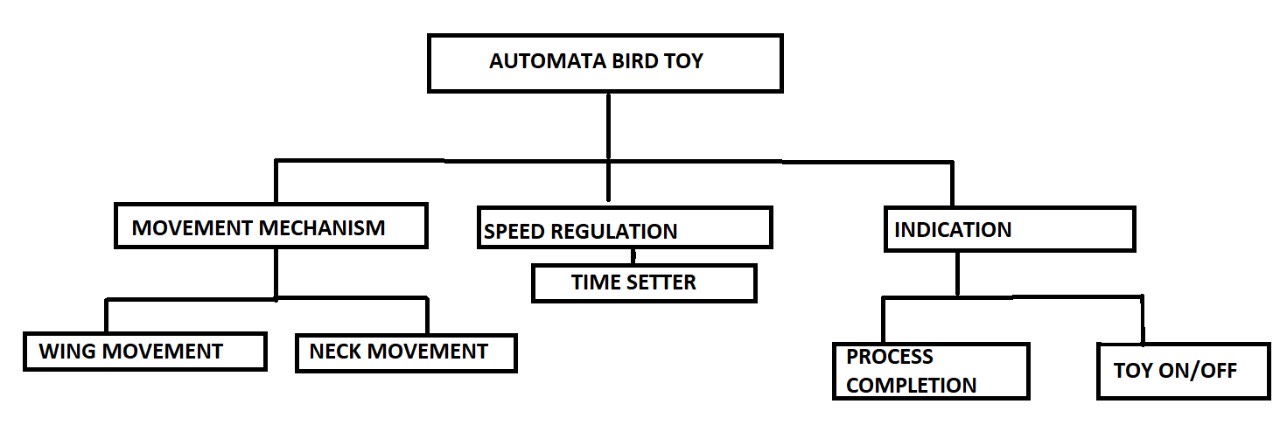 AUTOMATA BIRD TOY
MOVEMENT MECHANISM
SPEED REGULATION
INDICATION
TIME SETTER
WING MOVEMENT
NECK MOVEMENT
PROCESS
COMPLETION
TOY ON/OFF